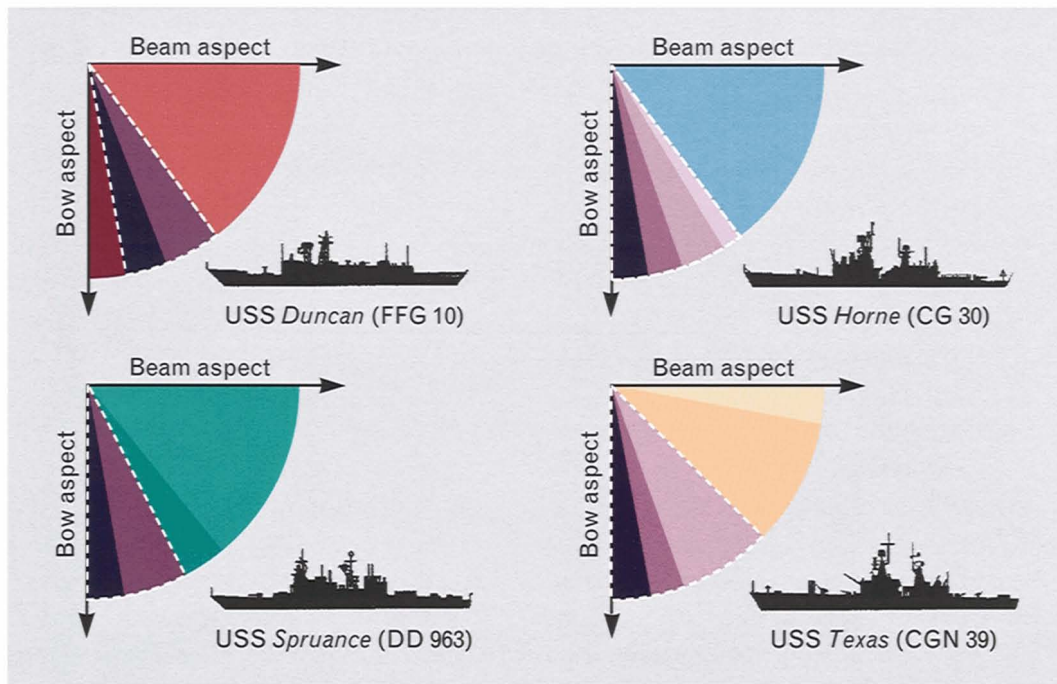 Beam aspect
Bow aspect
USS Duncan (FFG 10)
Beam aspect
Bow aspect
USS Horne (CG 30)
Beam aspect
Bow aspect
USS Spruance (DD 963)
Beam aspect
Bow aspect
USS Texas (CGN 39)